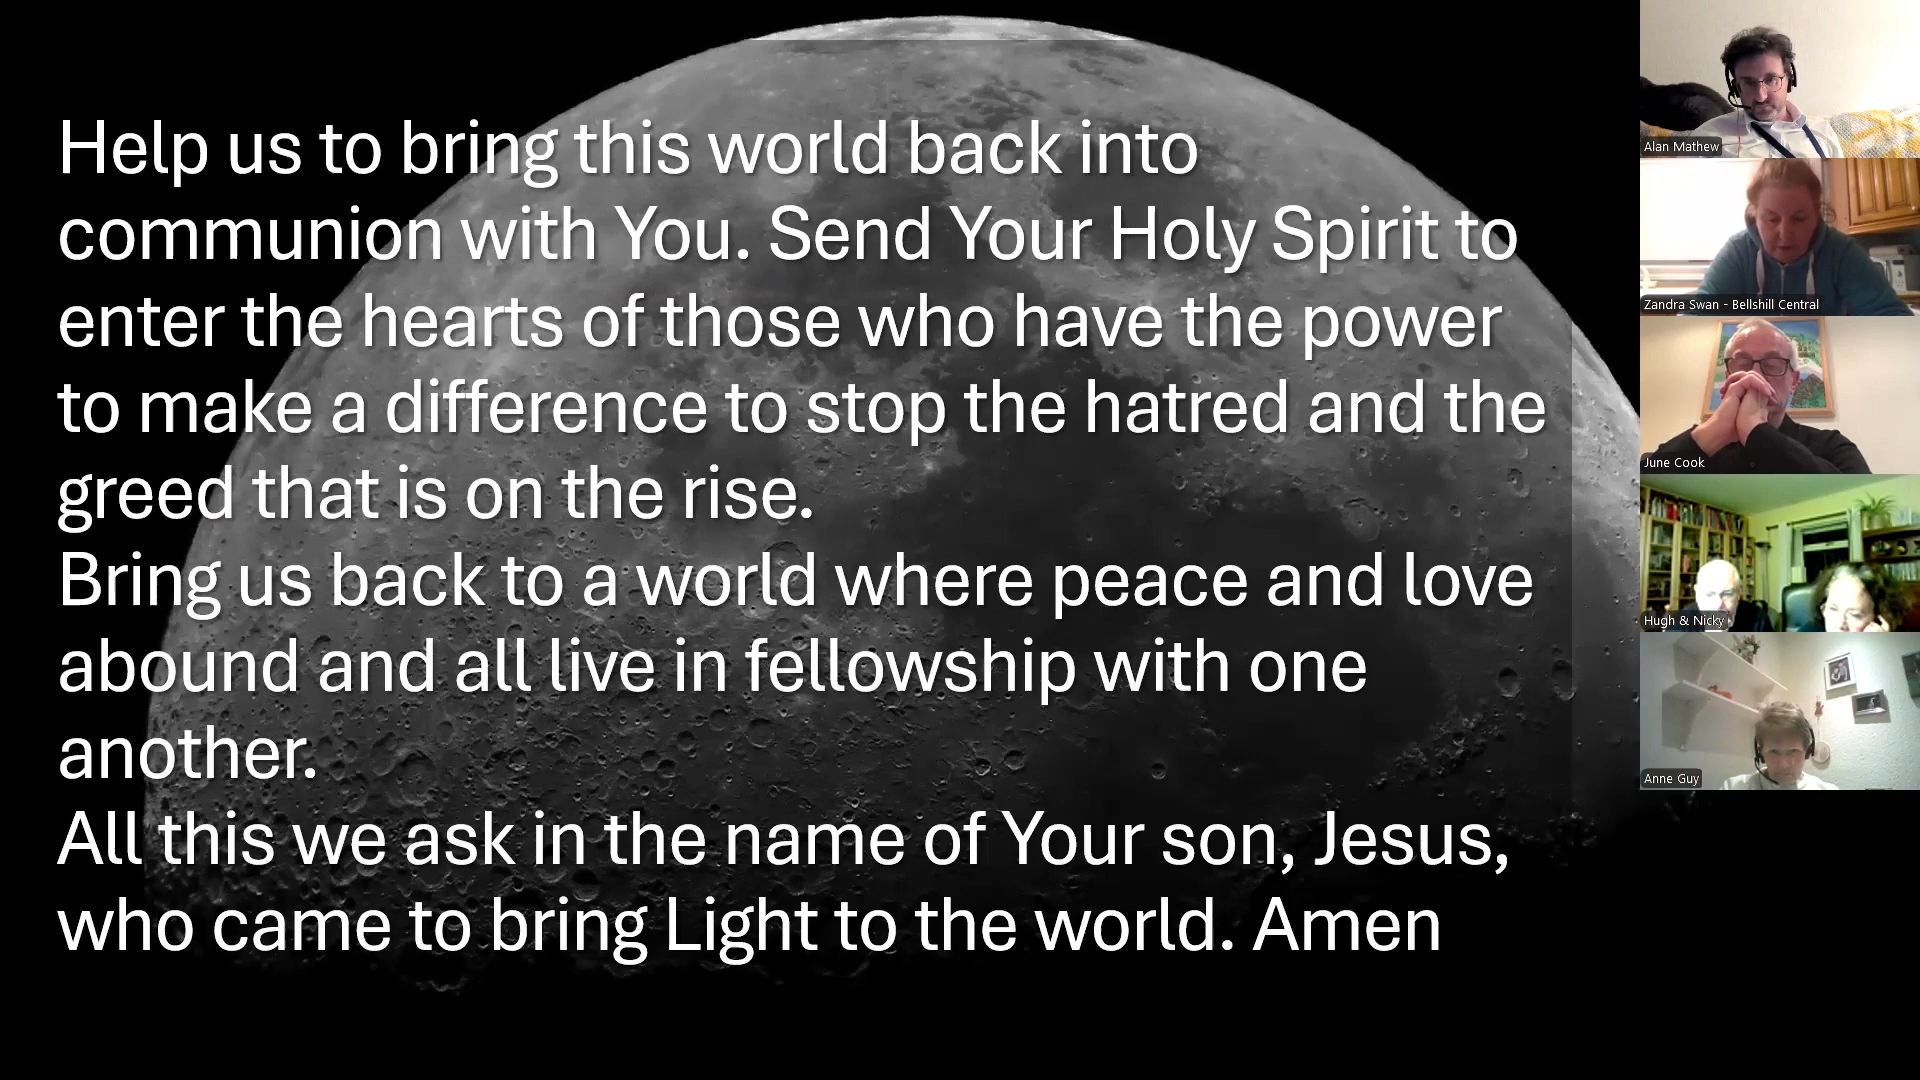 Help us to bring this world back into
communion with You. Send Your Holy Spirit to
enter the hearts of those who have the power
to make a difference to stop the hatred and the
greed that is on the rise.
Bring us back to a world where peace and love
abound and all live in fellowship with one
another.
All this we ask in the name of Your son, Jesus,
who came to bring Light to the world. Amen
Alan Mathew
Zandra Swan - Bellshill Central
June Cook
Hugh & Nicky
Anne Guy